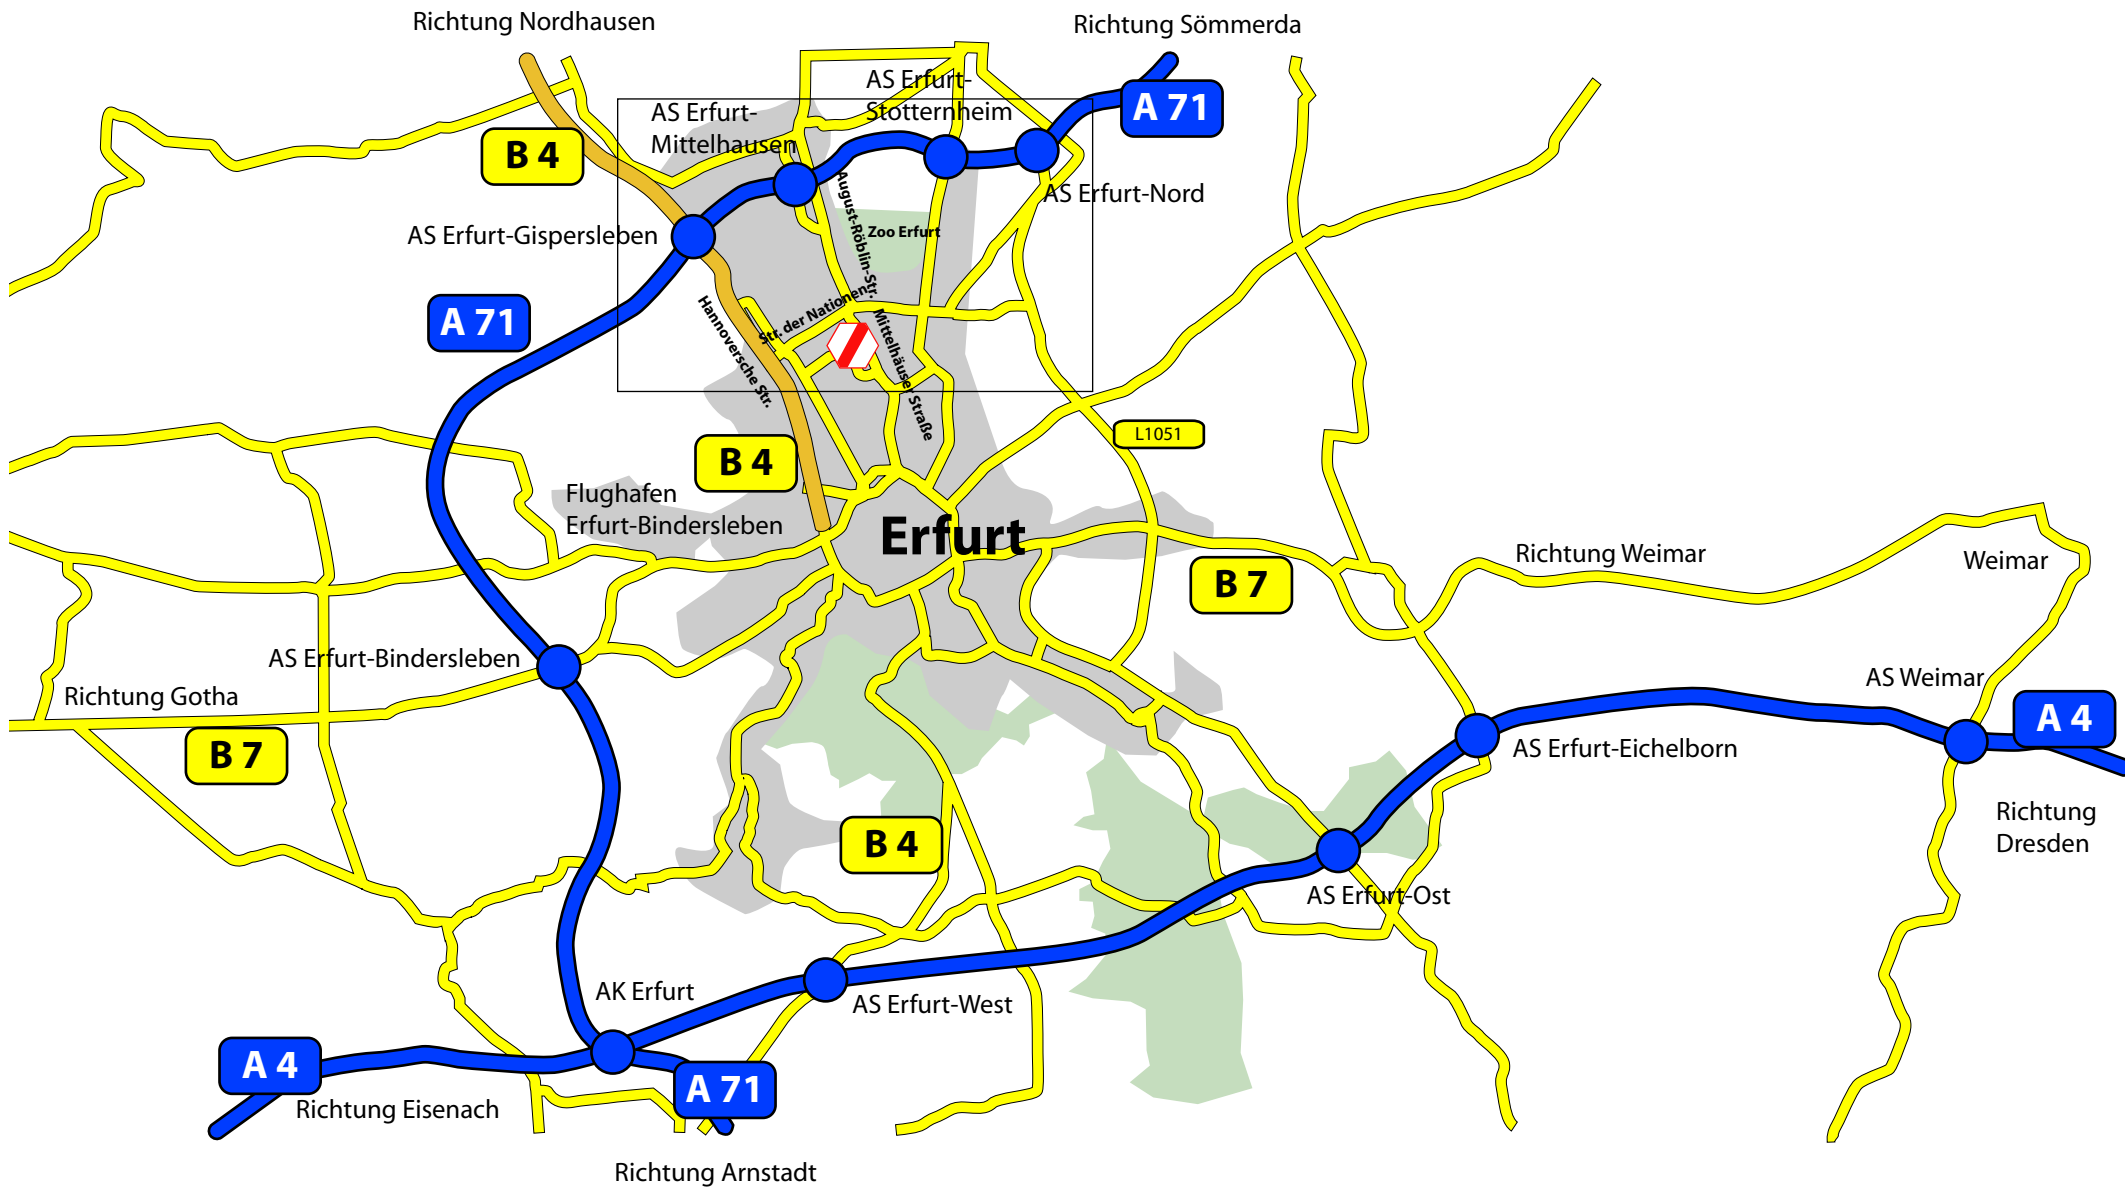 Richtung Nordhausen
Richtung Sömmerda
AS Erfurt-
Stotternheim
A 71
AS Erfurt-
Mittelhausen
B 4
AS Erfurt-Nord
August-Röblin-Str.
Zoo Erfurt
AS Erfurt-Gispersleben
A 71
Hannoversche Str.
Str. der Nationen
Mittelhäuser Straße
L1051
B 4
Flughafen
Erfurt-Bindersleben
Erfurt
Richtung Weimar
Weimar
B 7
AS Erfurt-Bindersleben
Richtung Gotha
B 7
AS Weimar
A 4
AS Erfurt-Eichelborn
Richtung
Dresden
B 4
AS Erfurt-Ost
AK Erfurt
AS Erfurt-West
A 4
A 71
Richtung Eisenach
Richtung Arnstadt